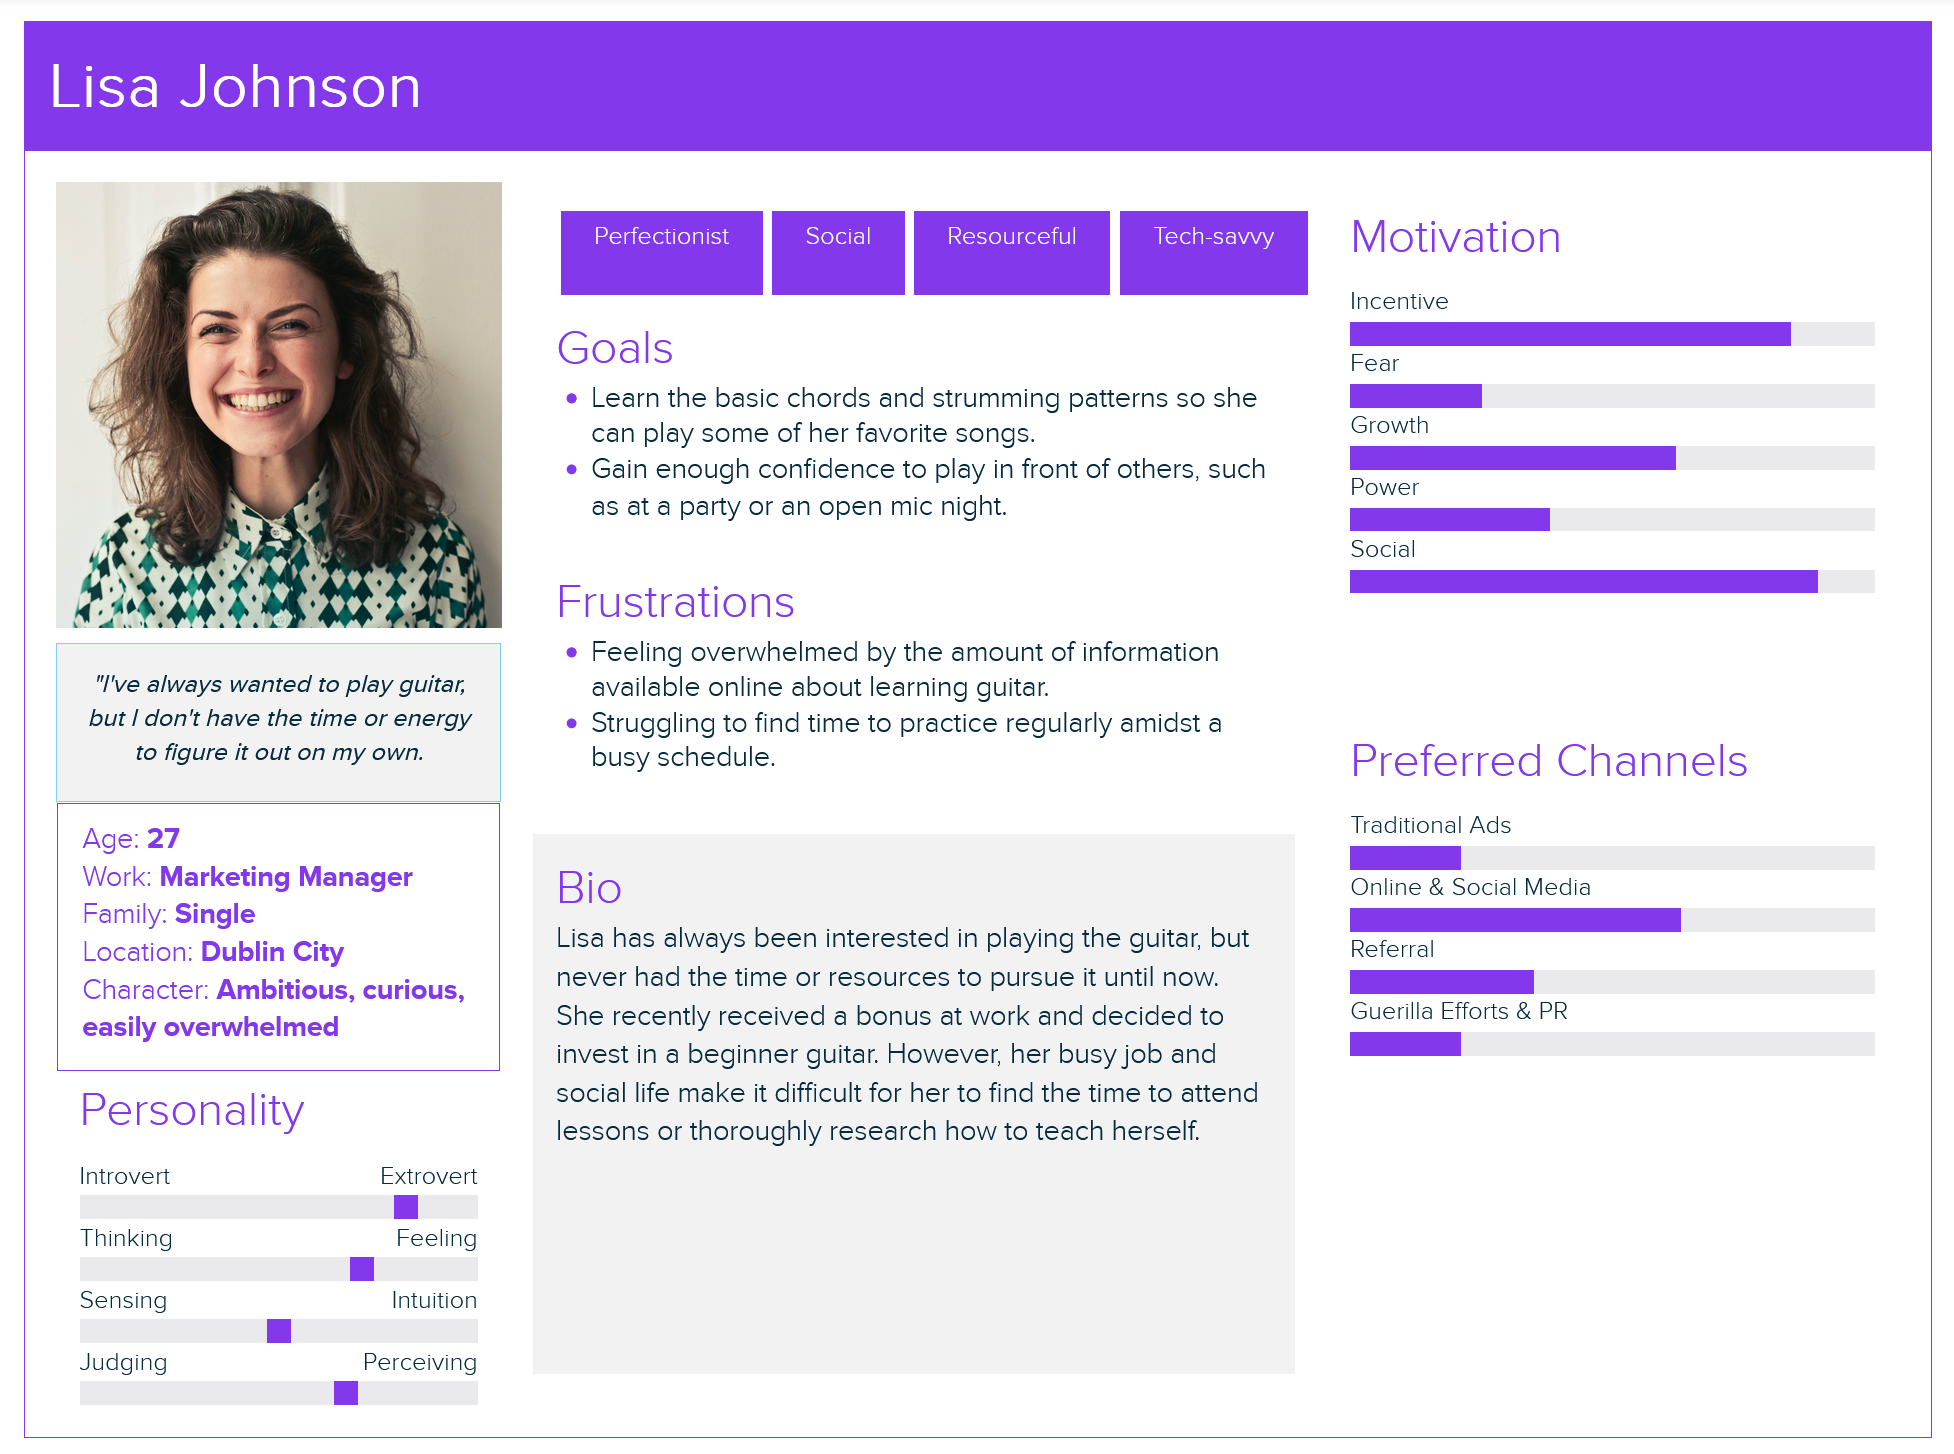 Lisa Johnson
"I've always wanted to play guitar,
but I don't have the time or energy
to figure it out on my own.
Age: 27
Work: Marketing Manager
Family: Single
Location: Dublin City
Character: Ambitious, curious,
easily overwhelmed
Personality
Introvert Extrovert
Thinking Feeling
Sensing Intuition
Judging Perceiving
Perfectionist Social Resourceful Tech-savvy
Goals
• Learn the basic chords and strumming patterns so she
can play some of her favorite songs.
• Gain enough confidence to play in front of others, such
as at a party or an open mic night.
Frustrations
• Feeling overwhelmed by the amount of information
available online about learning guitar.
• Struggling to find time to practice regularly amidst a
busy schedule.
Bio
Lisa has always been interested in playing the guitar, but
never had the time or resources to pursue it until now.
She recently received a bonus at work and decided to
invest in a beginner guitar. However, her busy job and
social life make it difficult for her to find the time to attend
lessons or thoroughly research how to teach herself.
Motivation
Incentive
Fear
Growth
Power
Social
Preferred Channels
Traditional Ads
Online & Social Media
Referral
Guerilla Efforts & PR